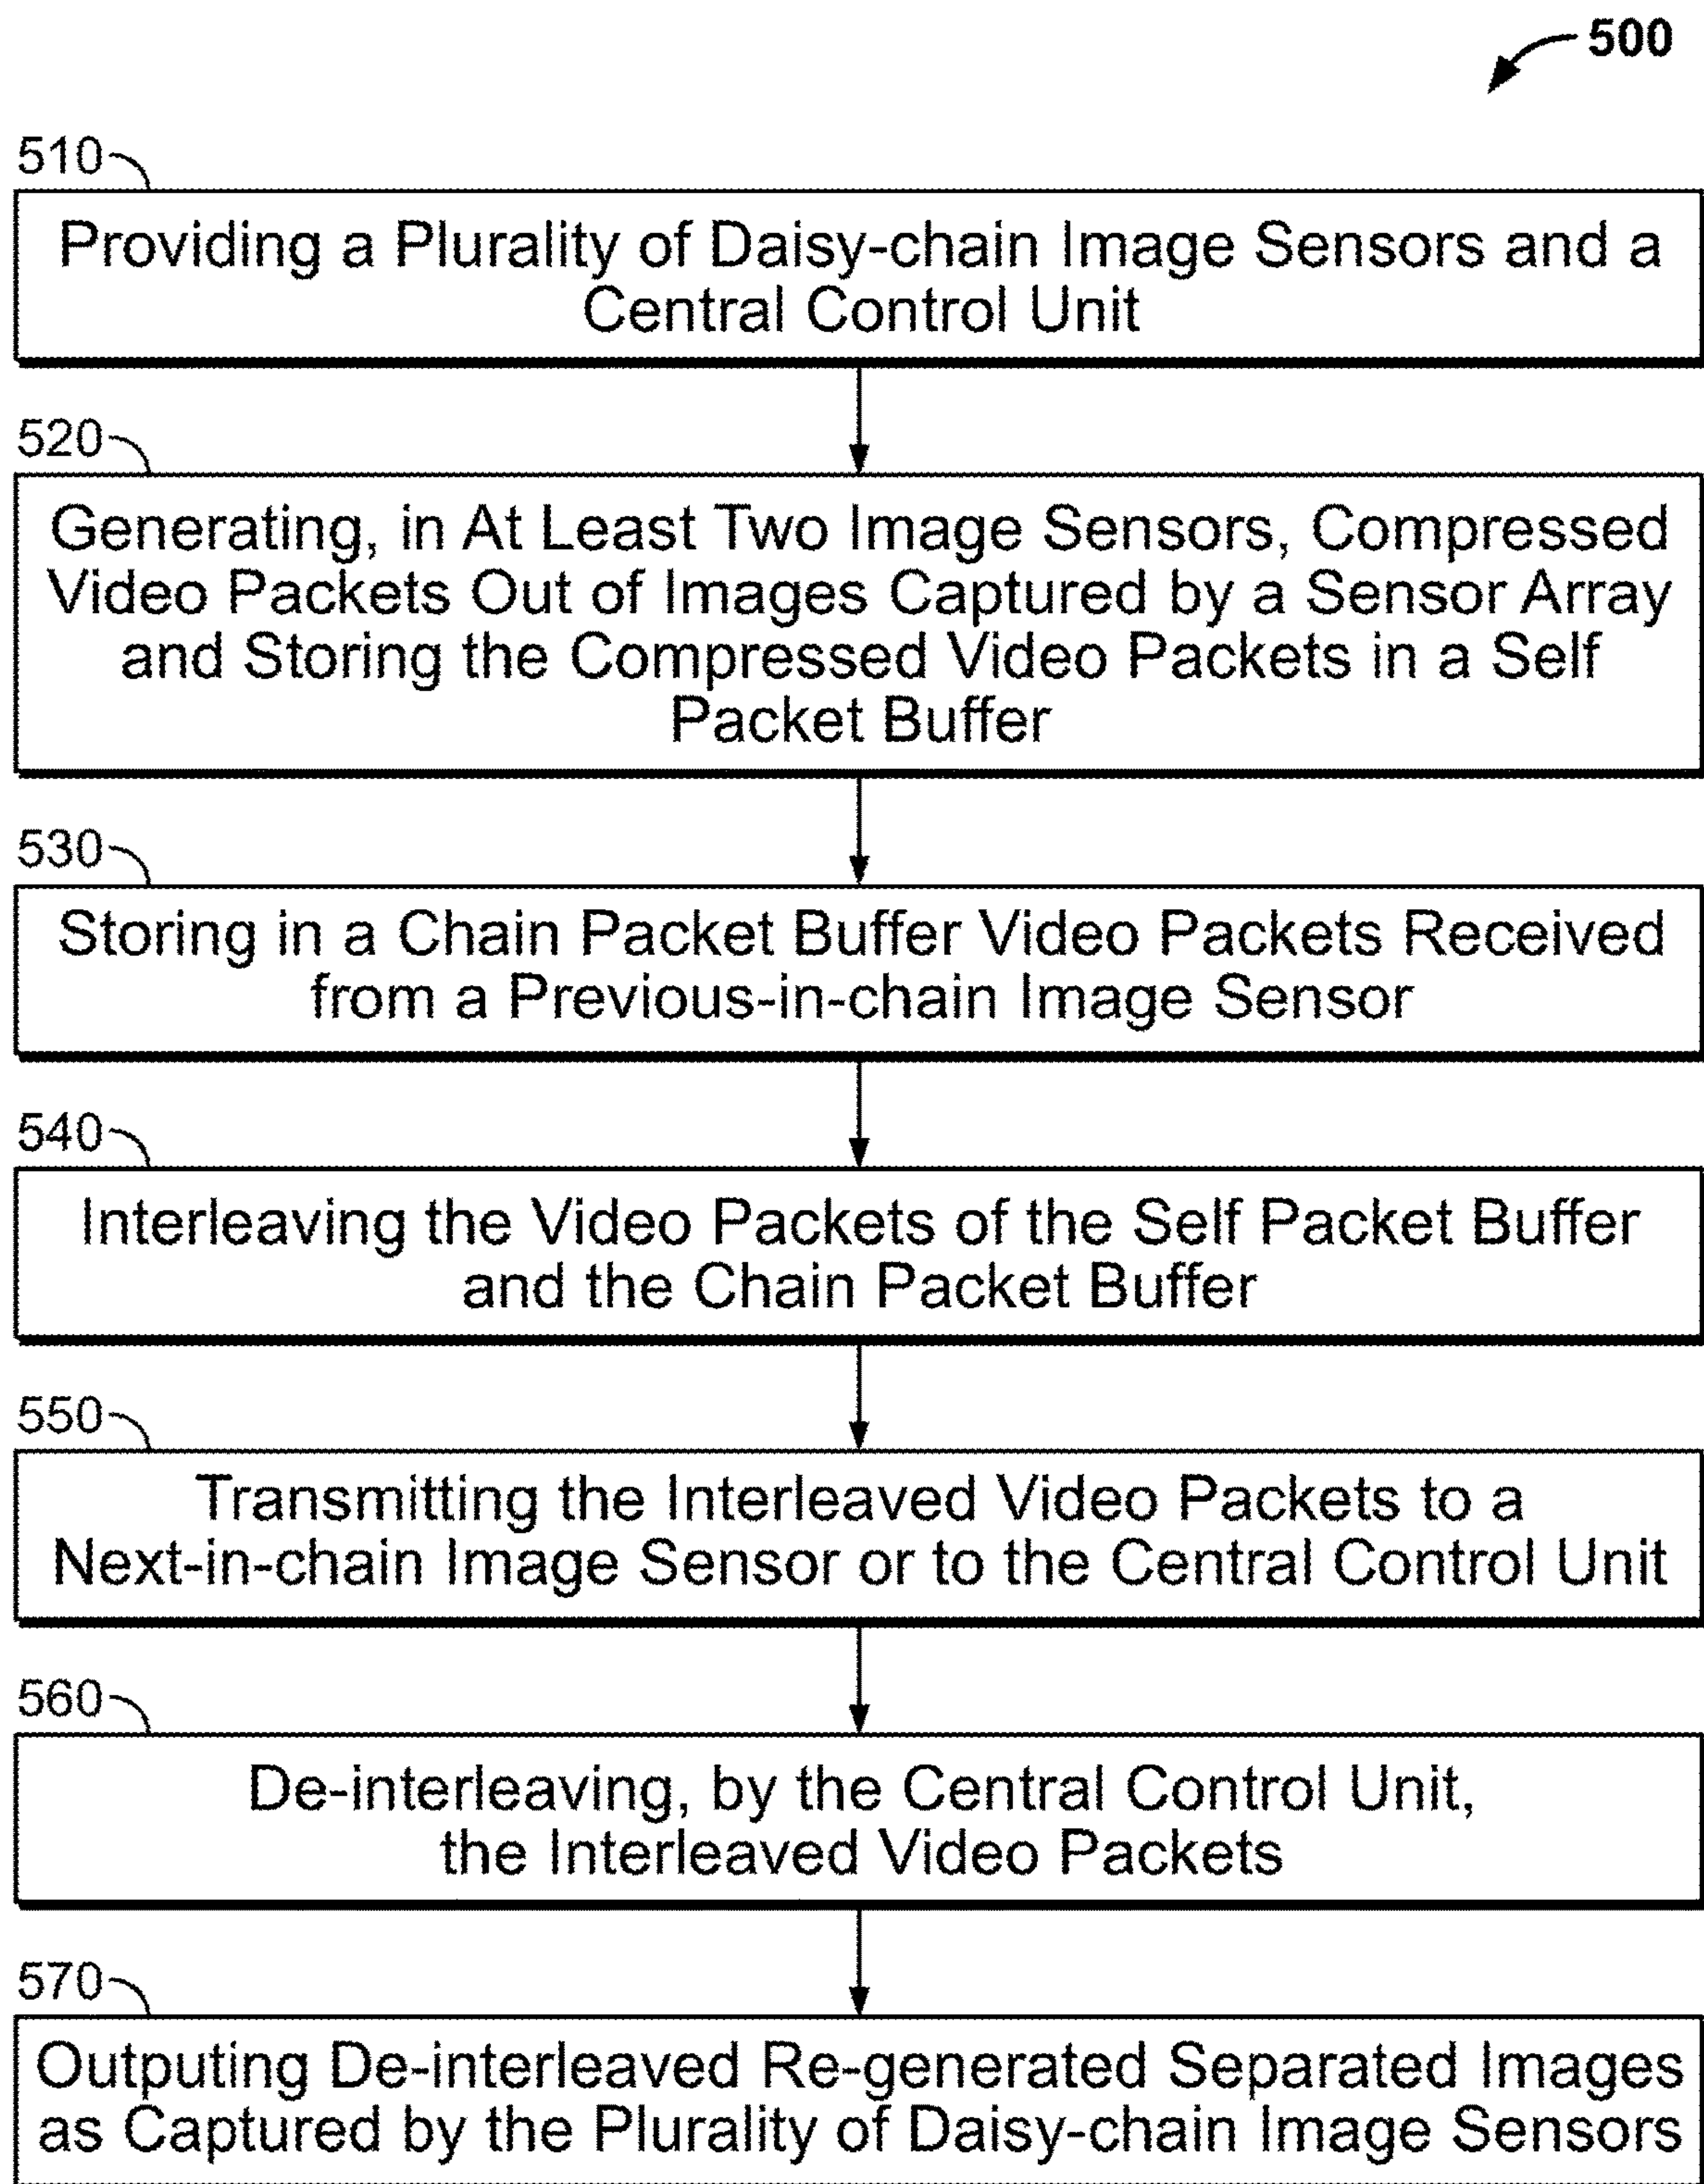 500
510
Providing a Plurality of Daisy-chain Image Sensors and a
Central Control Unit
520
Generating, in At Least Two Image Sensors, Compressed
Video Packets Out of Images Captured by a Sensor Array
and Storing the Compressed Video Packets in a Self
Packet Buffer
530
Storing in a Chain Packet Buffer Video Packets Received
from a Previous-in-chain Image Sensor
540
Interleaving the Video Packets of the Self Packet Buffer
and the Chain Packet Buffer
550
Transmitting the Interleaved Video Packets to a
Next-in-chain Image Sensor or to the Central Control Unit
560
De-interleaving, by the Central Control Unit,
the Interleaved Video Packets
570
Outputing De-interleaved Re-generated Separated Images
as Captured by the Plurality of Daisy-chain Image Sensors